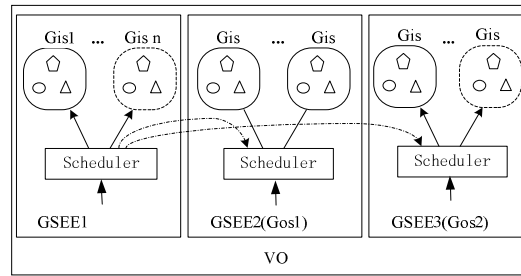 Gis1 ... Gis n
Gis ... Gis
Gis ... Gis
Scheduler
Scheduler
Scheduler
GSEE1
GSEE2(Gos1)
GSEE3(Gos2)
VO